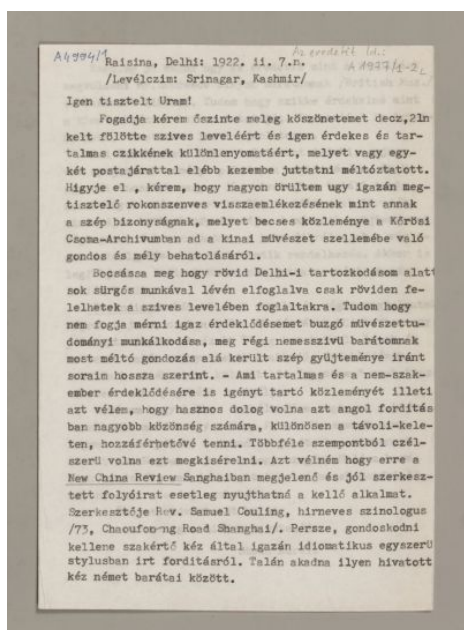 A4994/1
Az eredetit ld.:
A1977/1-2.
Raisina, Delhi: 1922. ii. 7.n.
/Levélczim: Srinagar, Kashmir/
Igen tisztelt Uram!
Fogadja kérem őszinte meleg köszönetemet decz,21n
kelt fölötte szives leveléért és igen érdekes és tar-
talmas czikkének különlenyomatáért, melyet vagy egy-
két postajárattal elébb kezembe juttatni méltóztatott.
Higyje el , kérem, hogy nagyon örültem ugy igazán meg-
tisztelő rokonszenves visszaemlékezésének mint annak
a szép bizonyságnak, melyet becses közleménye a Kőrösi
Csoma-Archivumban ad a kinai művészet szellemébe való
gondos és mély behatolásáról.
Bocsássa meg hogy rövid Delhi-i tartozkodásom alatt
sok sürgős munkával lévén elfoglalva csak röviden fe-
lelhetek a szives levelében foglaltakra. Tudom hogy
nem fogja mérni igaz érdeklődésemet buzgó művészettu-
dományi munkálkodása, meg régi nemesszivü barátomnak
most méltó gondozás alá került szép gyüjteménye iránt
soraim hossza szerint. - Ami tartalmas és a nem-szak-
ember érdeklődésére is igényt tartó közleményét illeti
azt vélem, hogy hasznos dolog volna azt angol forditás
ban nagyobb közönség számára, különösen a távoli-kele-
ten, hozzáférhetővé tenni. Többféle szempontból czél-
szerü volna ezt megkisérelni. Azt vélném hogy erre a
New China Review Sanghaiban megjelenő és jól szerkesz-
tett folyóirat esetleg nyujthatná a kellő alkalmat.
Szerkesztője Rev. Samuel Couling, hirneves szinologus
/73, Chaoufoong Road Shanghai/. Persze, gondoskodni
kellene szakértő kéz által igazán idiomatikus egyszerü
stylusban irt forditásról. Talán akadna ilyen hivatott
kéz német barátai között.